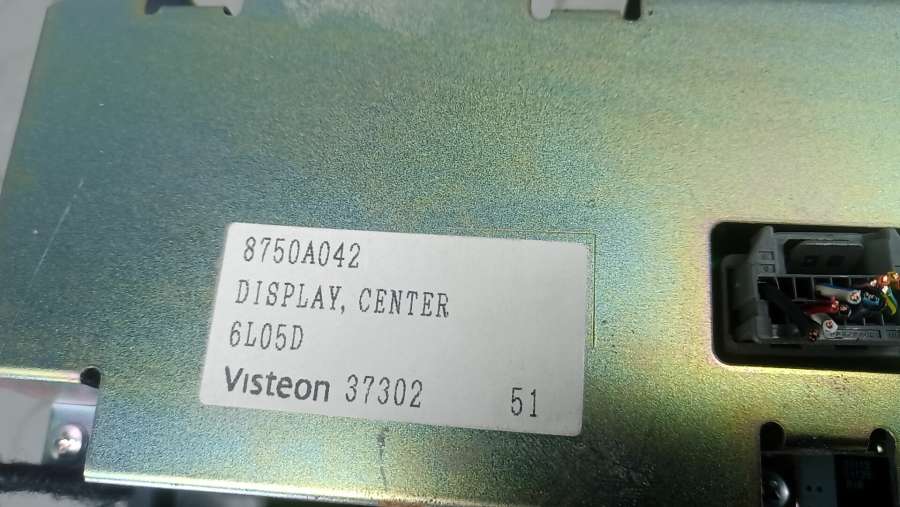 8750A042
DISPLAY, CENTER
6L05D
Visteon 37302 51